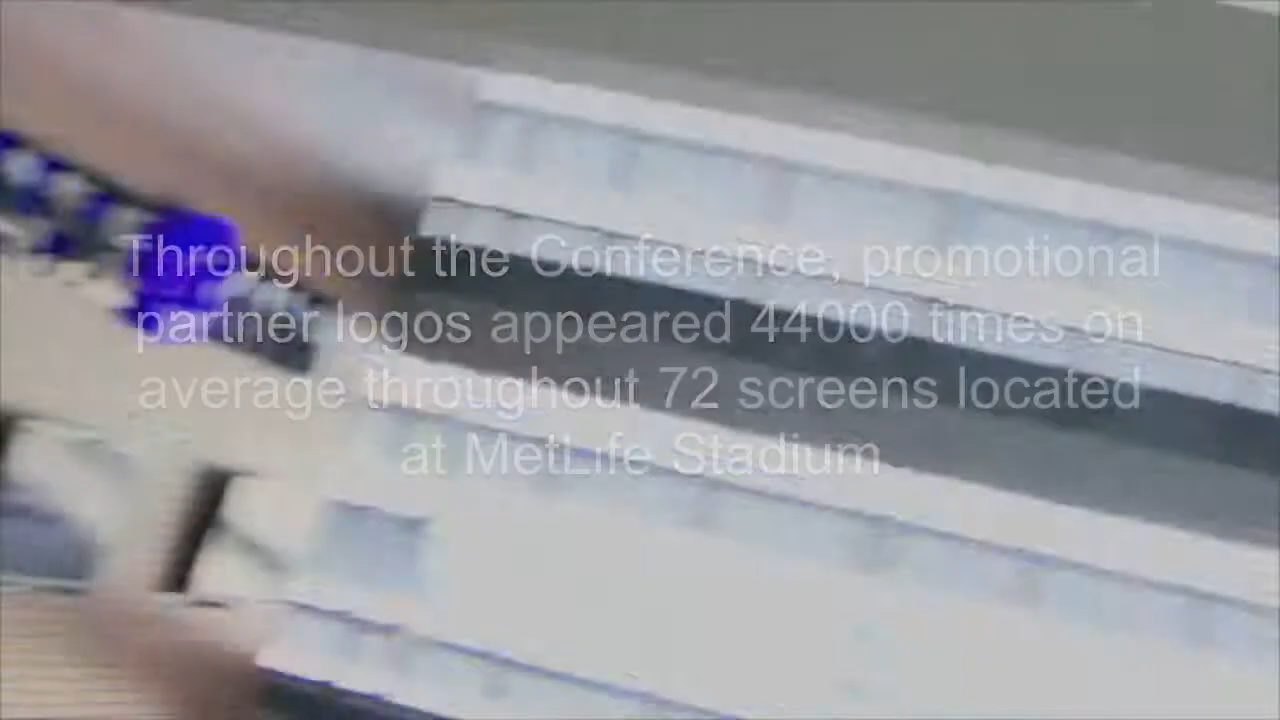 Throughout the Conference, promotional
partner logos appeared 44000 times on
average throughout 72 screens located
at MetLife Stadium